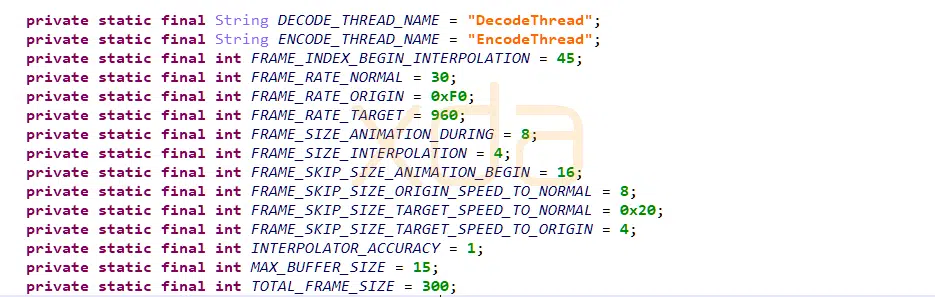 private static final String DECODE_THREAD_NAME = "DecodeThread";
private static final String ENCODE_THREAD_NAME = "EncodeThread";
private static final int FRAME_INDEX_BEGIN_INTERPOLATION = 45;
private static final int FRAME_RATE_NORMAL = 30;
private static final int FRAME_RATE_ORIGIN = 0xF0;
private static final int FRAME_RATE_TARGET = 960;
private static final int FRAME_SIZE_ANIMATION_DURING = 8;
private static final int FRAME_SIZE_INTERPOLATION = 4;
private static final int FRAME_SKIP_SIZE_ANIMATION_BEGIN = 16;
private static final int FRAME_SKIP_SIZE_ORIGIN_SPEED_TO_NORMAL = 8;
private static final int FRAME_SKIP_SIZE_TARGET_SPEED_TO_NORMAL = 0x20;
private static final int FRAME_SKIP_SIZE_TARGET_SPEED_TO_ORIGIN = 4;
private static final int INTERPOLATOR_ACCURACY = 1;
private static final int MAX_BUFFER_SIZE = 15;
private static final int TOTAL_FRAME_SIZE = 300;
xda